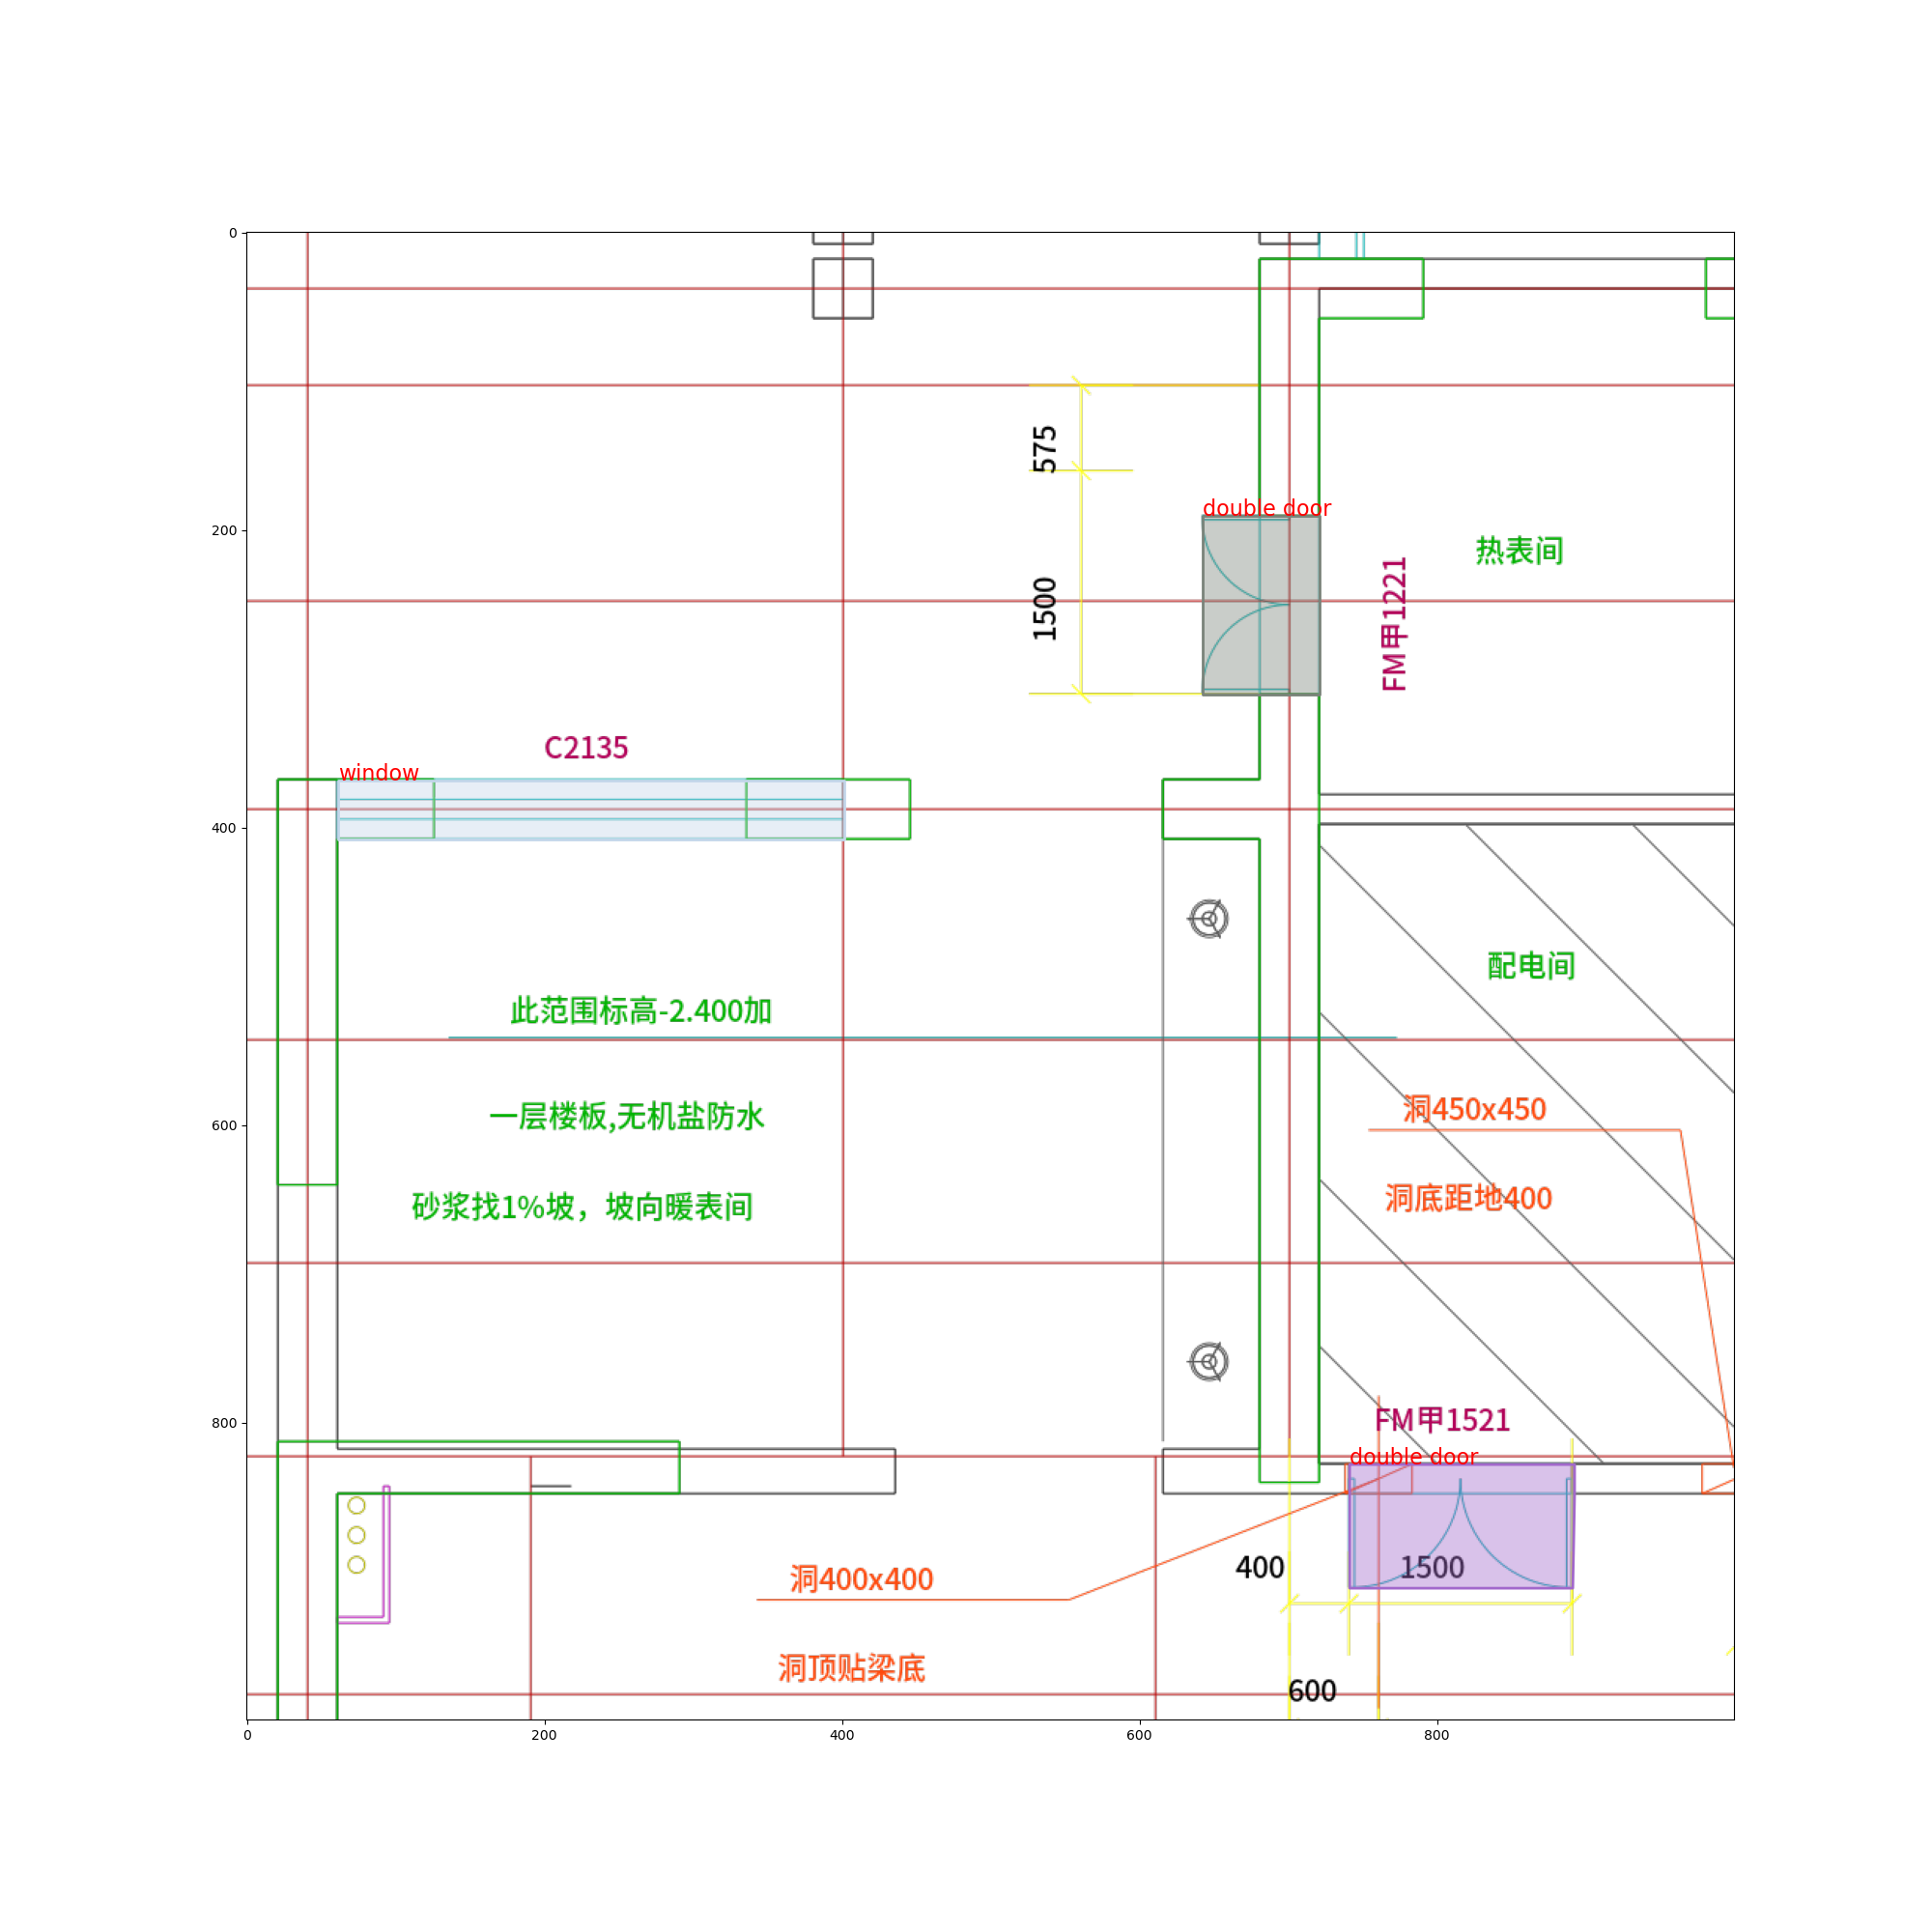 0
575
200
double door
热表间
1500
FM甲1221
C2135
window
400
配电间
此范围标高-2.400加
洞450x450
一层楼板,无机盐防水
600
洞底距地400
砂浆找1%坡，坡向暖表间
800
FM甲1521
double door
400
1500
洞400x400
洞顶贴梁底
600
0
200
400
600
800